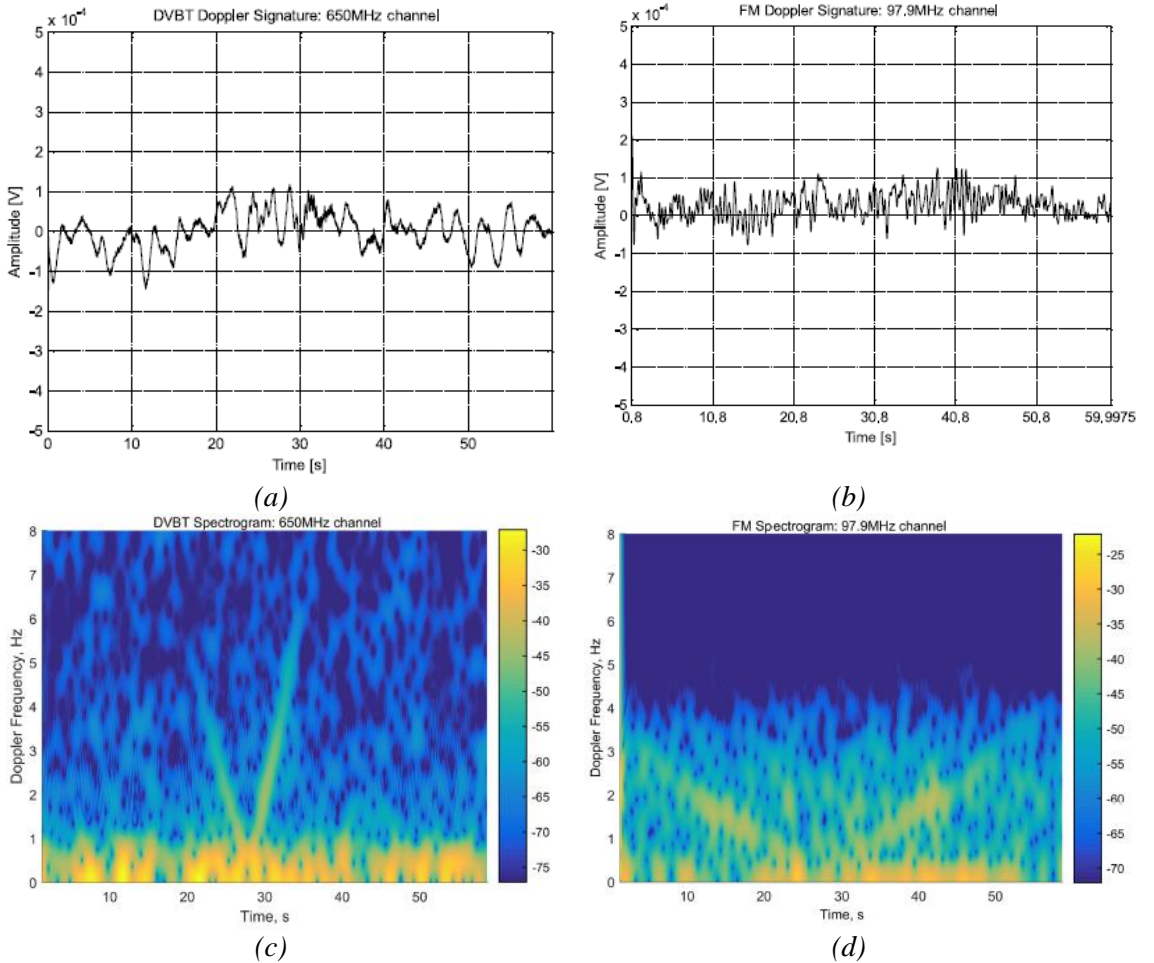 DVBT Doppler Signature: 650MHz channel
x 10⁻⁴
5
4
3
2
1
0
-1
-2
-3
-4
-5
Amplitude [V]
0 10 20 30 40 50
Time [s]
(a)
FM Doppler Signature: 97.9MHz channel
x 10⁻⁴
5
4
3
2
1
0
-1
-2
-3
-4
-5
Amplitude [V]
0.8 10.8 20.8 30.8 40.8 50.8 59.9975
Time [s]
(b)
DVBT Spectrogram: 650MHz channel
8
7
6
5
4
3
2
1
0
Doppler Frequency, Hz
10 20 30 40 50
Time, s
-30
-35
-40
-45
-50
-55
-60
-65
-70
-75
(c)
FM Spectrogram: 97.9MHz channel
8
7
6
5
4
3
2
1
0
Doppler Frequency, Hz
10 20 30 40 50
Time, s
-25
-30
-35
-40
-45
-50
-55
-60
-65
-70
(d)